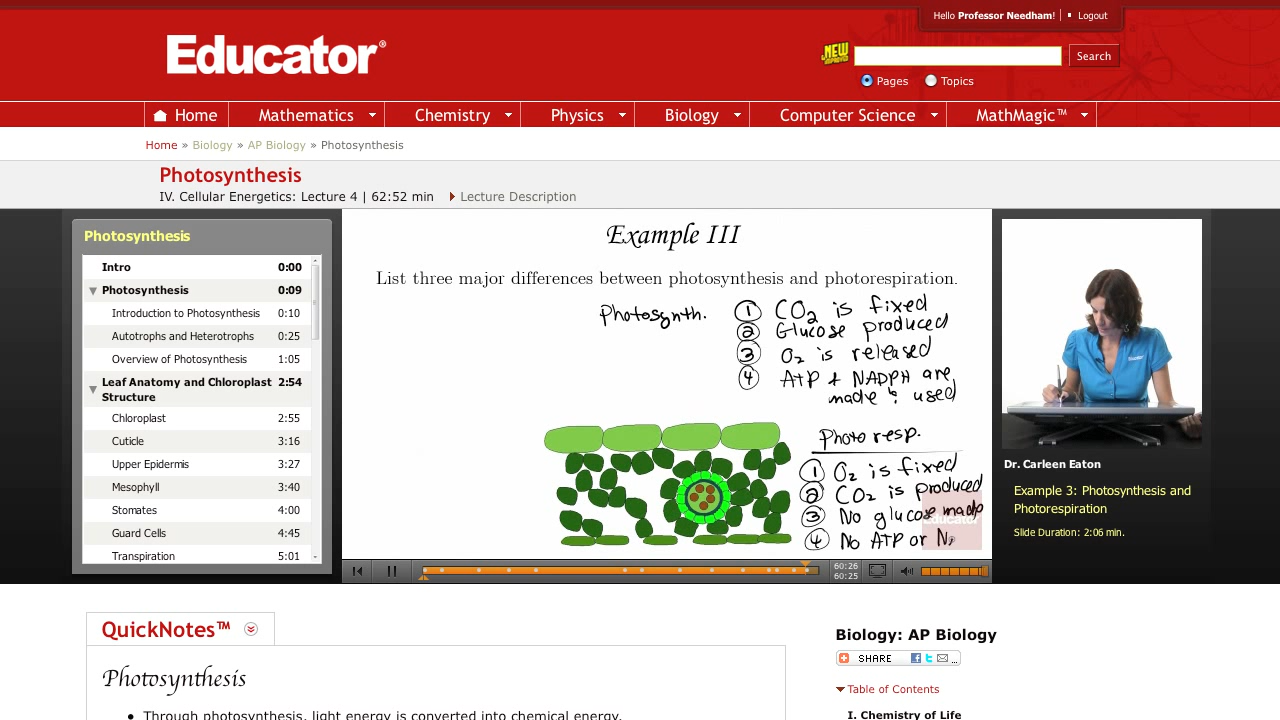 Hello Professor Needham! Logout
Educator®
NEW
Search
Pages Topics
Home Mathematics Chemistry Physics Biology Computer Science MathMagic™
Home » Biology » AP Biology » Photosynthesis
Photosynthesis
IV. Cellular Energetics: Lecture 4 | 62:52 min Lecture Description
Photosynthesis
Intro 0:00
Photosynthesis 0:09
Introduction to Photosynthesis 0:10
Autotrophs and Heterotrophs 0:25
Overview of Photosynthesis 1:05
Leaf Anatomy and Chloroplast 2:54
Structure
Chloroplast 2:55
Cuticle 3:16
Upper Epidermis 3:27
Mesophyll 3:40
Stomates 4:00
Guard Cells 4:45
Transpiration 5:01
Example III
List three major differences between photosynthesis and photorespiration.
Photosynth. ① CO2 is fixed
② Glucose produced
③ O2 is released
④ ATP & NADPH are
made & used
Photo resp.
① O2 is fixed
② CO2 is produced
③ No glucose made
④ No ATP or N
Educator
60:26
60:25
Dr. Carleen Eaton
Example 3: Photosynthesis and
Photorespiration
Slide Duration: 2:06 min.
QuickNotes™
Photosynthesis
• Through photosynthesis, light energy is converted into chemical energy.
Biology: AP Biology
SHARE
Table of Contents
I. Chemistry of Life